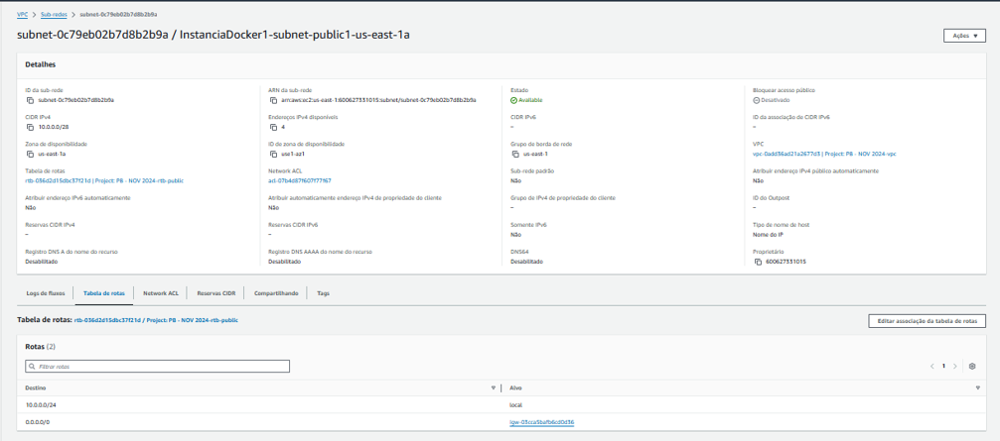 VPC > Sub-redes > subnet-0c79eb02b7d8b2b9a
subnet-0c79eb02b7d8b2b9a / InstanciaDocker1-subnet-public1-us-east-1a
Ações
Detalhes
ID da sub-rede
subnet-0c79eb02b7d8b2b9a
ARN da sub-rede
arn:aws:ec2:us-east-1:600627331015:subnet/subnet-0c79eb02b7d8b2b9a
Estado
Available
Bloquear acesso público
Desativado
CIDR IPv4
10.0.0.0/28
Endereços IPv4 disponíveis
4
CIDR IPv6
–
ID da associação de CIDR IPv6
–
Zona de disponibilidade
us-east-1a
ID de zona de disponibilidade
use1-az1
Grupo de borda de rede
us-east-1
VPC
vpc-0add36ad21a2677d3 | Project: PB - NOV 2024-vpc
Tabela de rotas
rtb-036d2d15dbc37f21d | Project: PB - NOV 2024-rtb-public
Network ACL
acl-07b4d87f607f77f67
Sub-rede padrão
Não
Atribuir endereço IPv4 público automaticamente
Não
Atribuir endereço IPv6 automaticamente
Não
Atribuir automaticamente endereço IPv4 de propriedade do cliente
Não
Grupo de IPv4 de propriedade do cliente
–
ID do Outpost
–
Reservas CIDR IPv4
–
Reservas CIDR IPv6
–
Somente IPv6
Não
Tipo de nome de host
Nome do IP
Registro DNS A do nome do recurso
Desabilitado
Registro DNS AAAA do nome do recurso
Desabilitado
DNS64
Desabilitado
Proprietário
600627331015
Logs de fluxos
Tabela de rotas
Network ACL
Reservas CIDR
Compartilhando
Tags
Tabela de rotas: rtb-036d2d15dbc37f21d / Project: PB - NOV 2024-rtb-public
Editar associação da tabela de rotas
Rotas (2)
Filtrar rotas
1
Destino
Alvo
10.0.0.0/24
local
0.0.0.0/0
igw-03cca5bafb6cd0d36